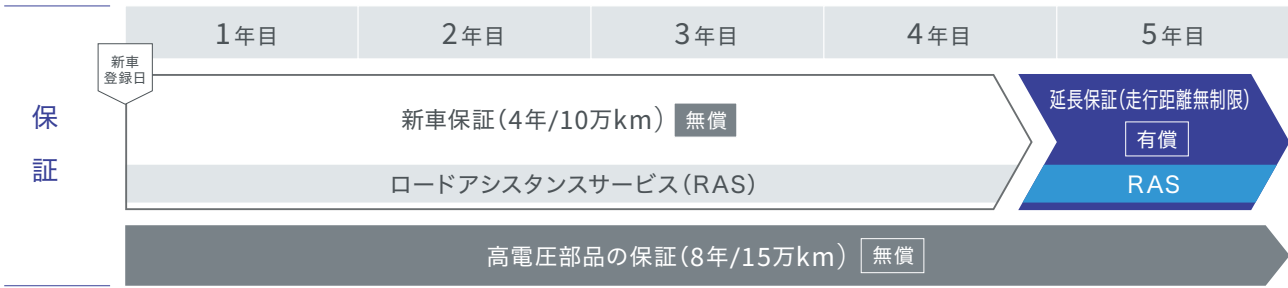 1年目 2年目 3年目 4年目 5年目
新車
登録日
保
証
新車保証（4年/10万km） 無償
延長保証（走行距離無制限）
有償
ロードアシスタンスサービス（RAS）
RAS
高電圧部品の保証（8年/15万km） 無償